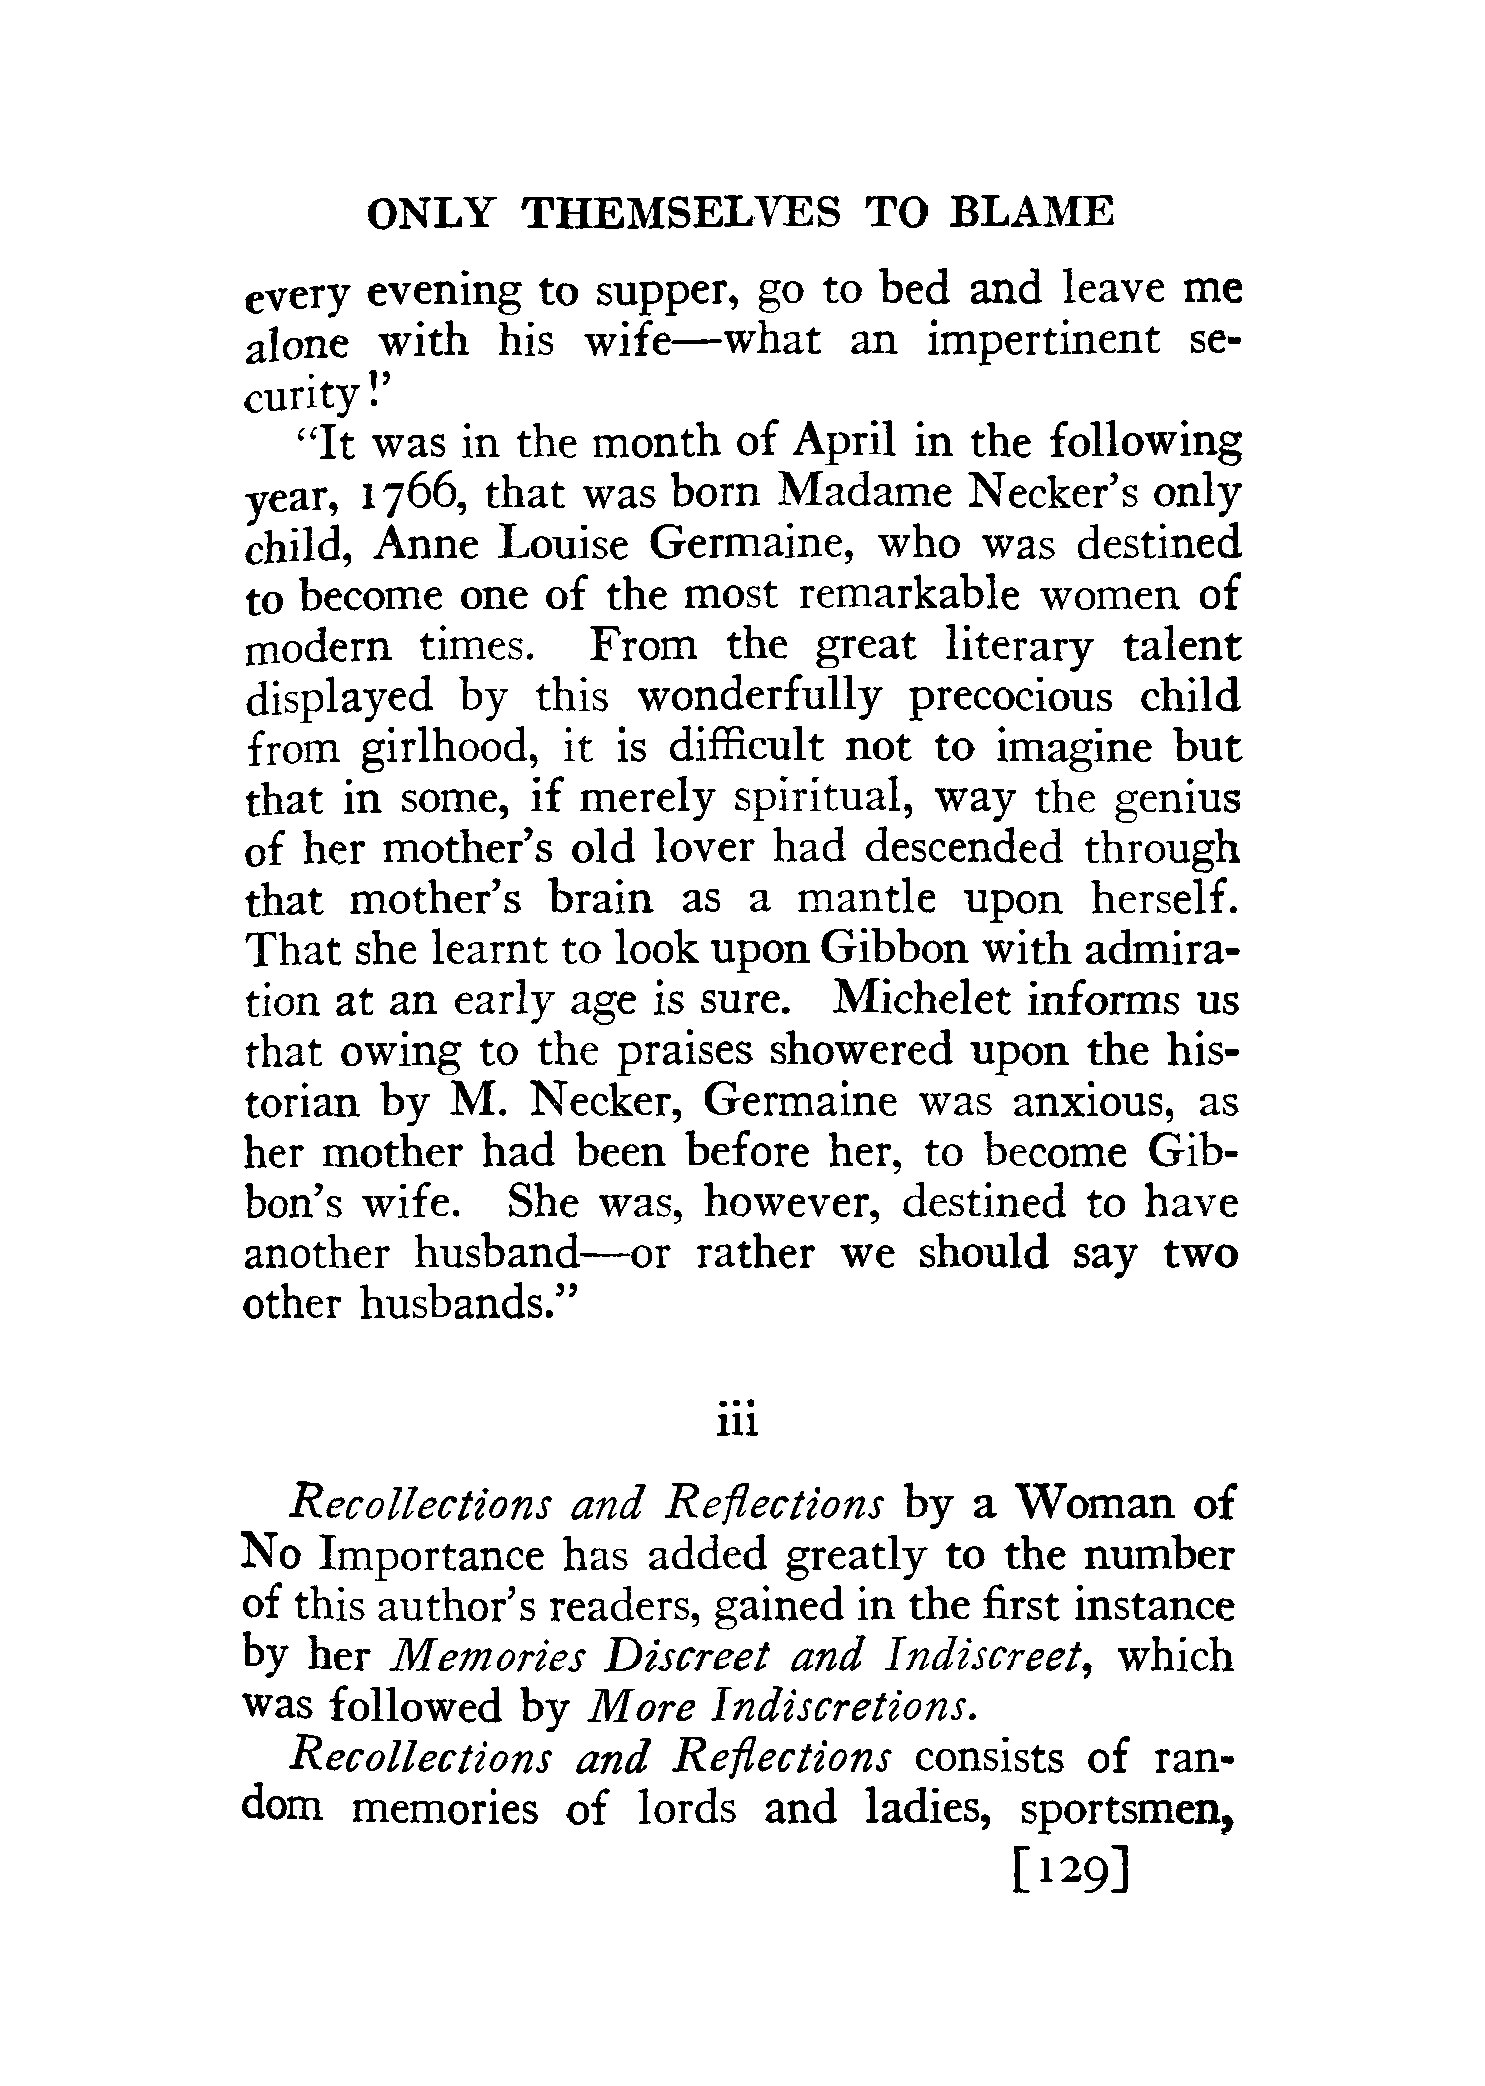 ONLY THEMSELVES TO BLAME
every evening to supper, go to bed and leave me
alone with his wife—what an impertinent se-
curity!’
“It was in the month of April in the following
year, 1766, that was born Madame Necker’s only
child, Anne Louise Germaine, who was destined
to become one of the most remarkable women of
modern times. From the great literary talent
displayed by this wonderfully precocious child
from girlhood, it is difficult not to imagine but
that in some, if merely spiritual, way the genius
of her mother’s old lover had descended through
that mother’s brain as a mantle upon herself.
That she learnt to look upon Gibbon with admira-
tion at an early age is sure. Michelet informs us
that owing to the praises showered upon the his-
torian by M. Necker, Germaine was anxious, as
her mother had been before her, to become Gib-
bon’s wife. She was, however, destined to have
another husband—or rather we should say two
other husbands.”
iii
Recollections and Reflections by a Woman of
No Importance has added greatly to the number
of this author’s readers, gained in the first instance
by her Memories Discreet and Indiscreet, which
was followed by More Indiscretions.
Recollections and Reflections consists of ran-
dom memories of lords and ladies, sportsmen,
[129]